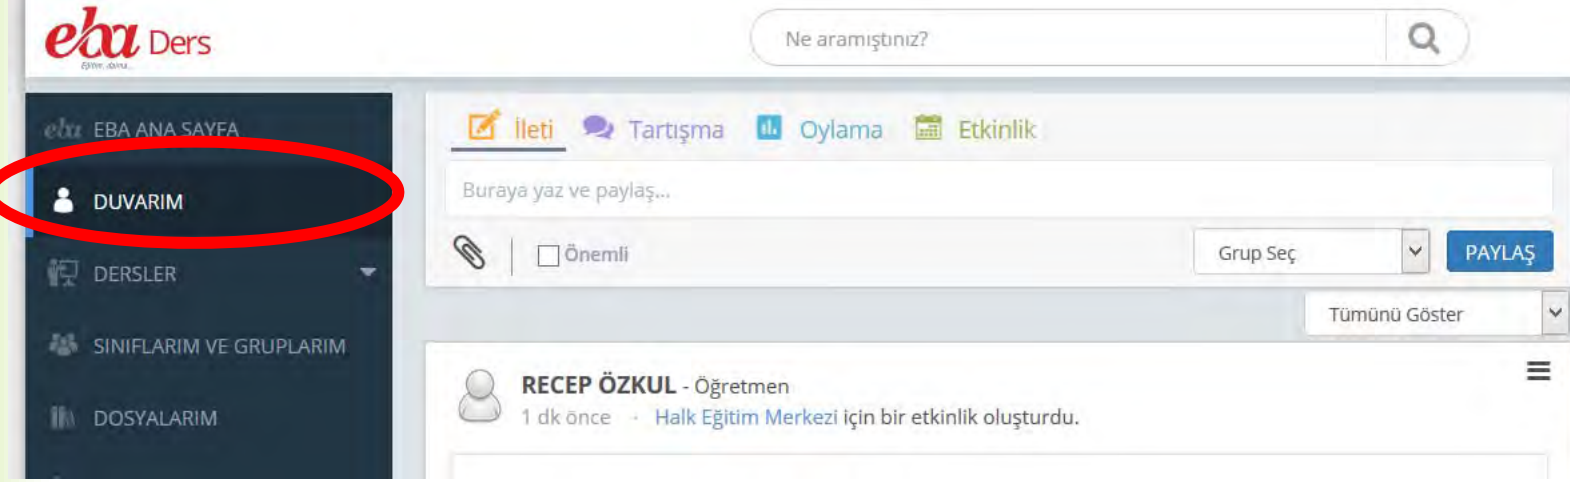 eba Ders
Ne aramıştınız?
eba EBA ANA SAYFA
DUVARIM
DERSLER
SINIFLARIM VE GRUPLARIM
DOSYALARIM
İleti Tartışma Oylama Etkinlik
Buraya yaz ve paylaş...
Önemli
Grup Seç
PAYLAŞ
Tümünü Göster
RECEP ÖZKUL - Öğretmen
1 dk önce · Halk Eğitim Merkezi için bir etkinlik oluşturdu.